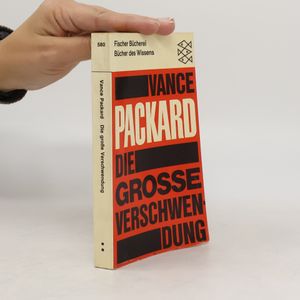 580
Fischer Bücherei
Bücher des Wissens
VANCE
PACKARD
DIE
GROSSE
VERSCHWEN-
DUNG
Vance Packard Die große Verschwendung